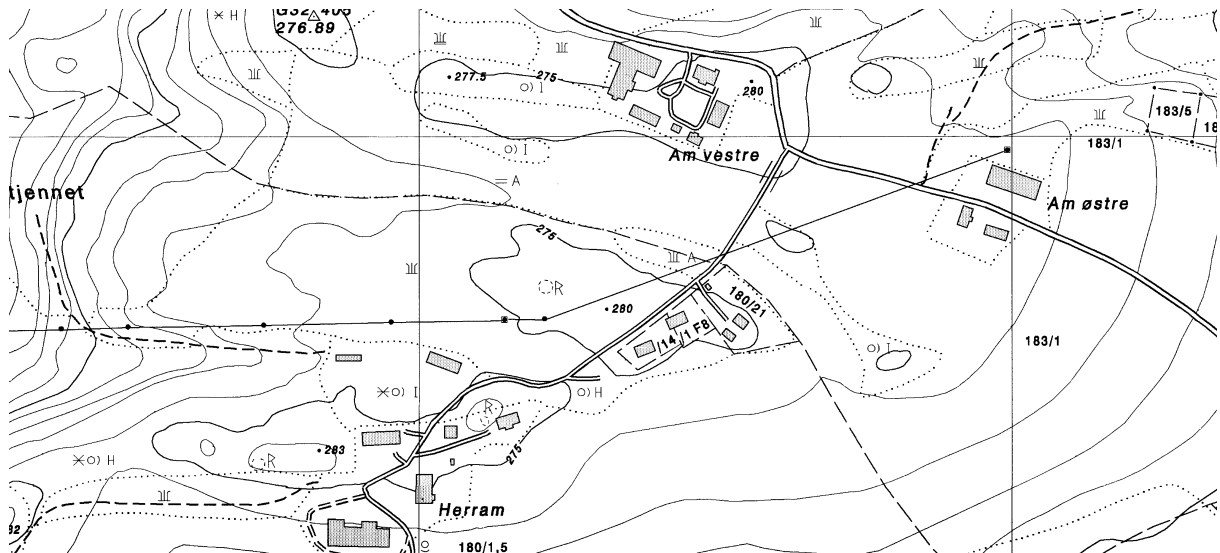 H
G32 405
276.89
277.5
275
I
280
183/5
183/1
I
Am vestre
A
tjennet
Am østre
275
A
R
280
180/21
/14
/1 F8
I
183/1
I
H
R
283
R
H
275
Herram
180/1,5